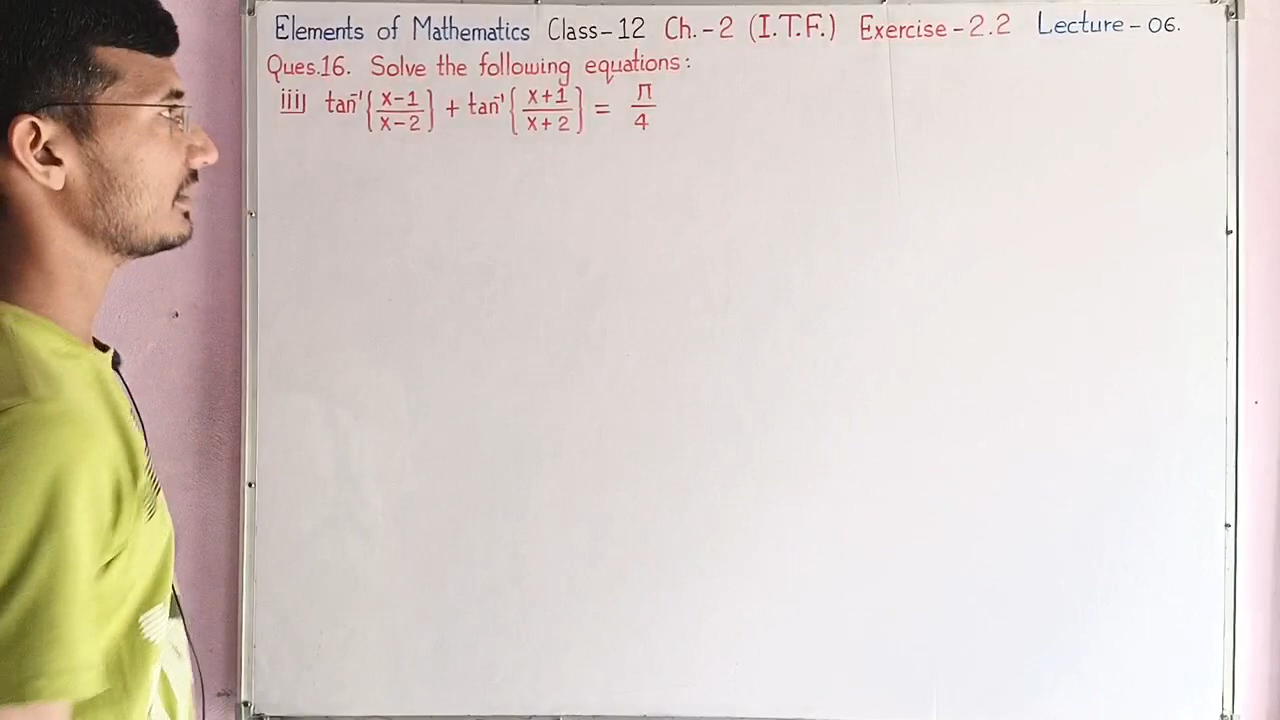 Elements of Mathematics Class-12 Ch.-2 (I.T.F.) Exercise-2.2 Lecture-06.
Ques.16. Solve the following equations:
iii) tan⁻¹{(x-1)/(x-2)} + tan⁻¹{(x+1)/(x+2)} = π/4